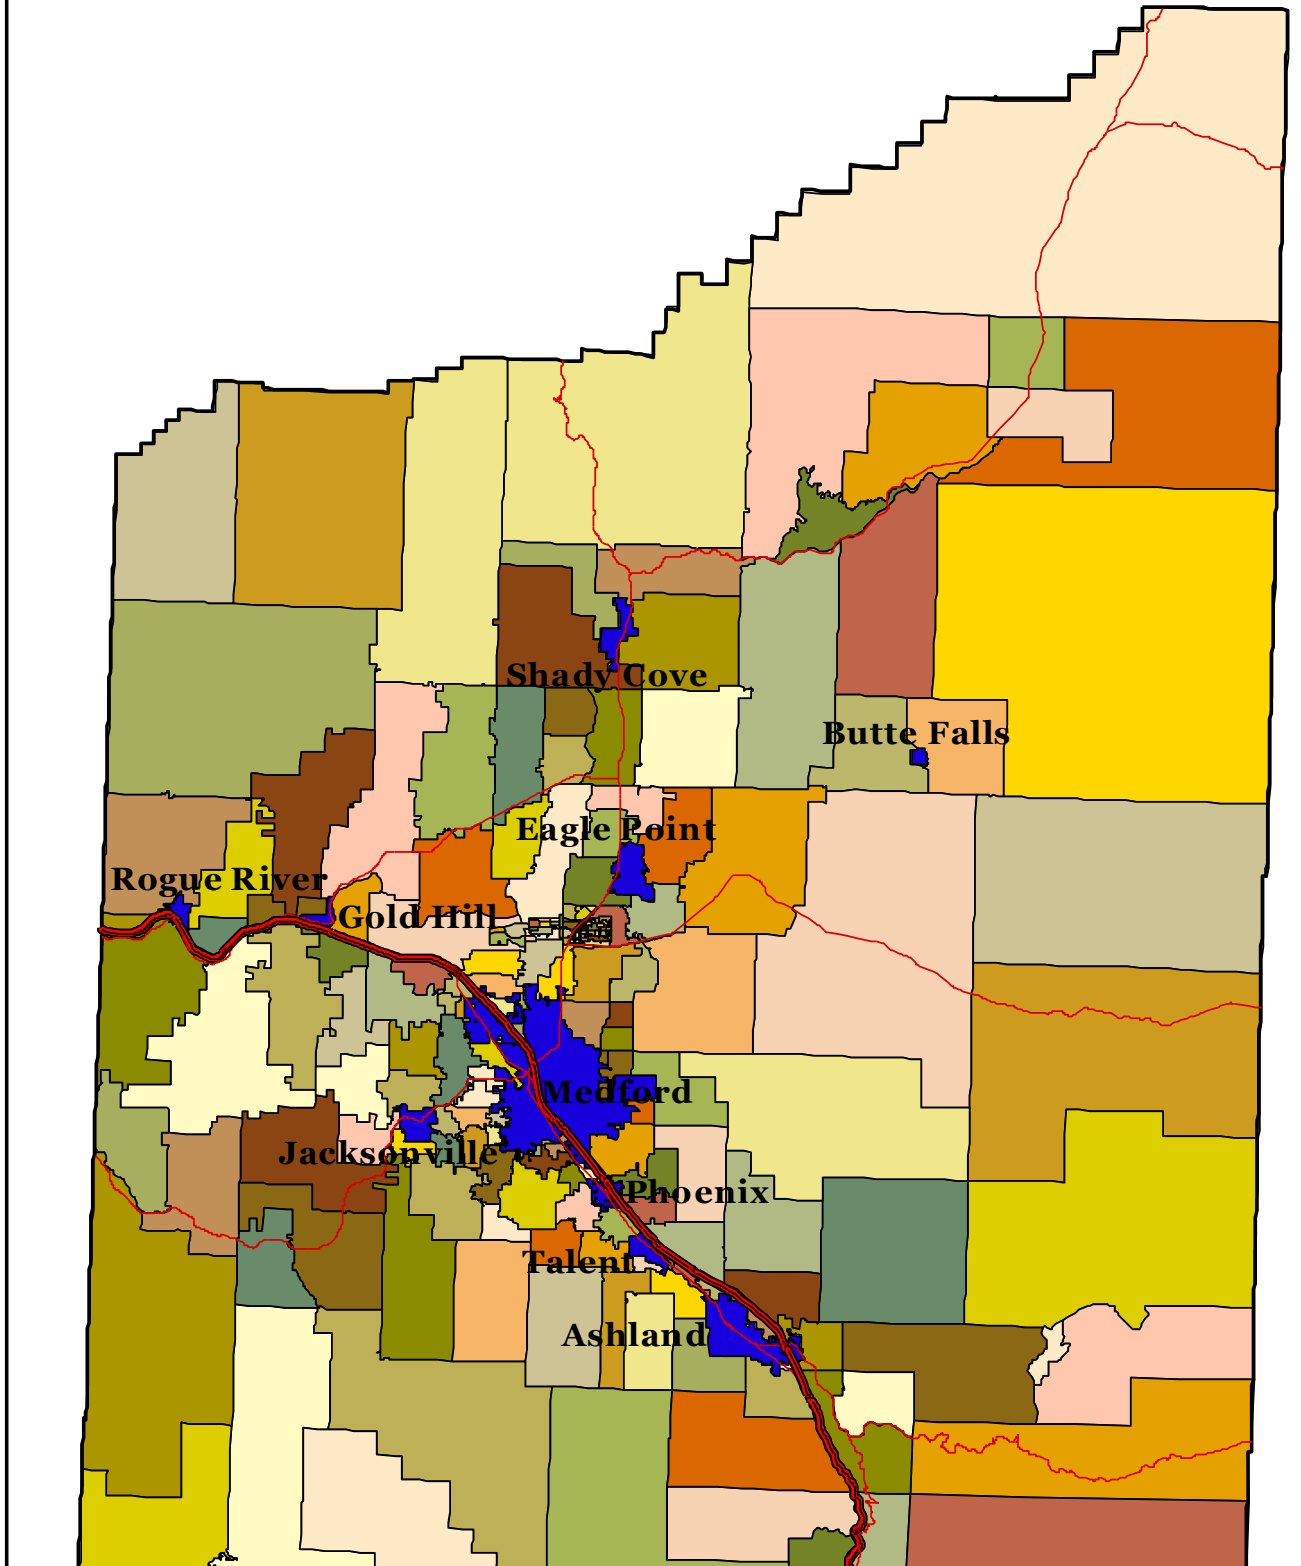 Shady Cove
Butte Falls
Eagle Point
Rogue River
Gold Hill
Medford
Jacksonville
Phoenix
Talent
Ashland